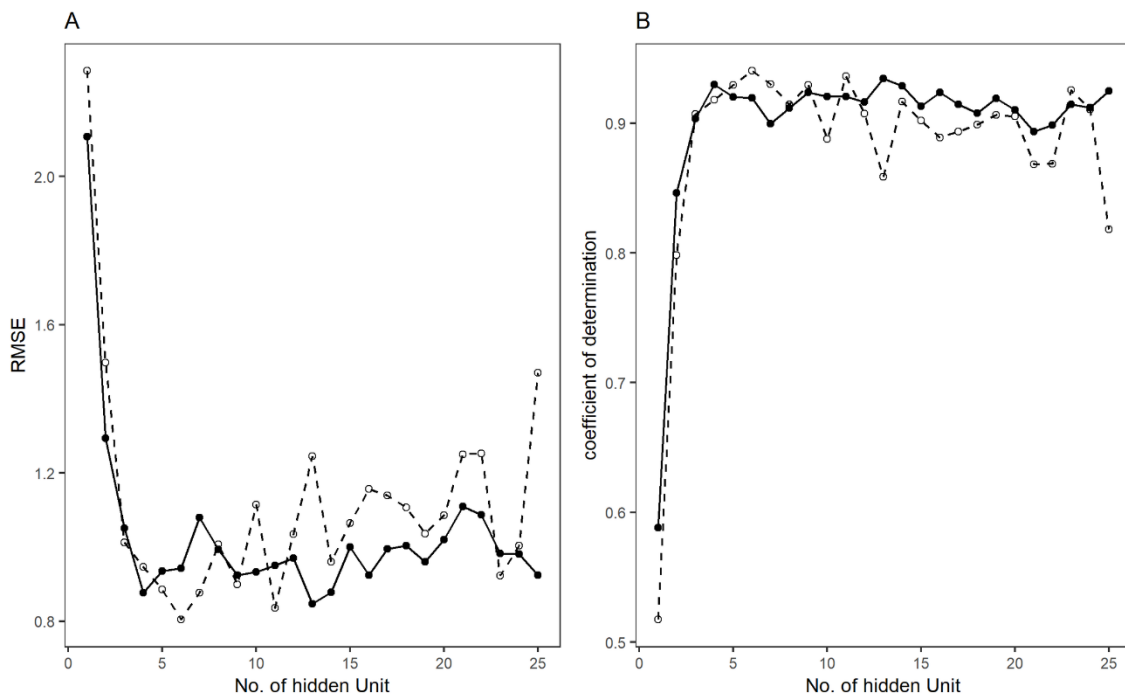 A
RMSE
2.0
1.6
1.2
0.8
0 5 10 15 20 25
No. of hidden Unit
B
coefficient of determination
0.9
0.8
0.7
0.6
0.5
0 5 10 15 20 25
No. of hidden Unit